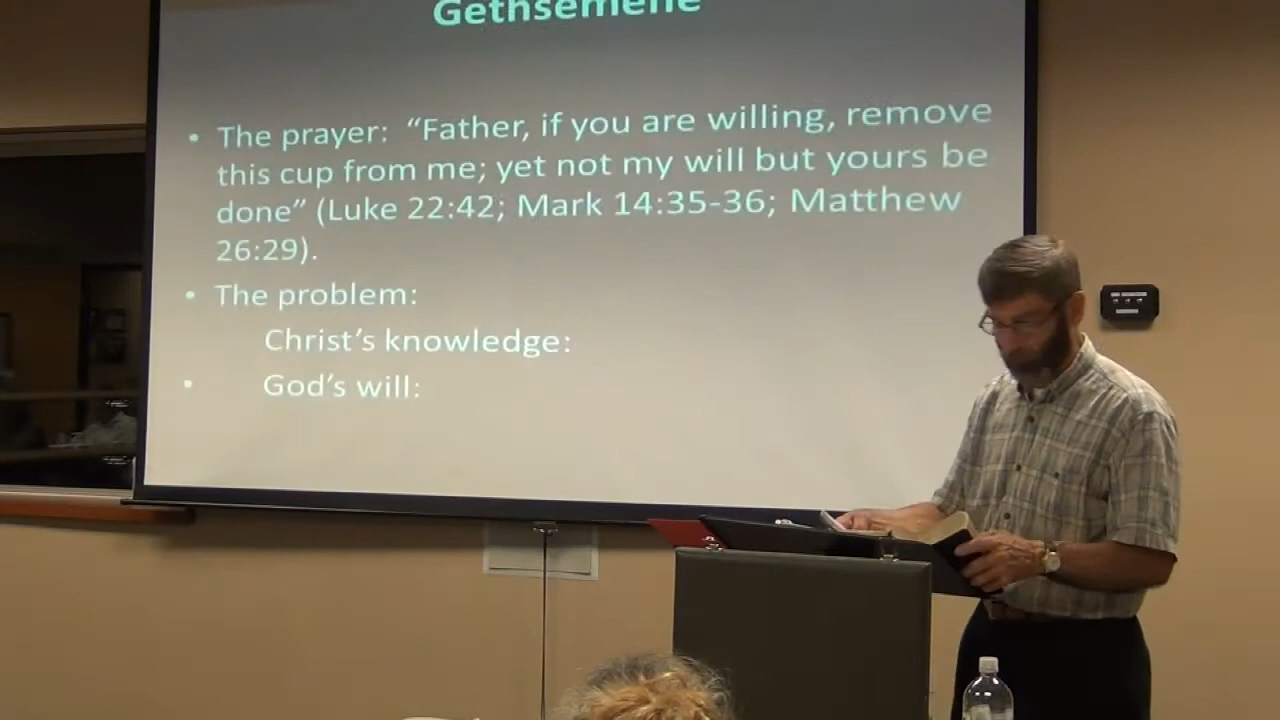 Gethsemene
• The prayer: “Father, if you are willing, remove
this cup from me; yet not my will but yours be
done” (Luke 22:42; Mark 14:35-36; Matthew
26:29).
• The problem:
Christ’s knowledge:
• God’s will: